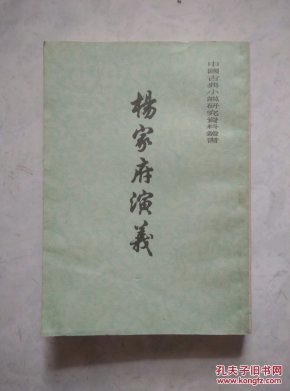 中國古典小說研究資料叢書
楊家府演義
孔夫子旧书网